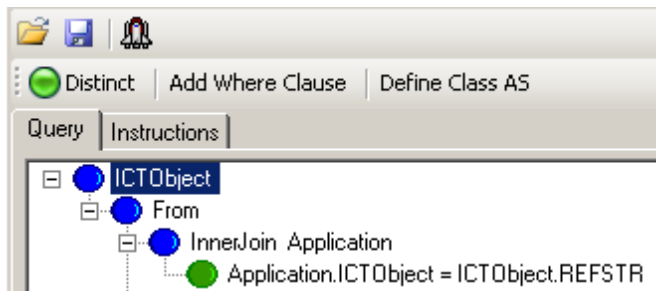 Distinct Add Where Clause Define Class AS
Query Instructions
ICTObject
From
InnerJoin Application
Application.ICTObject = ICTObject.REFSTR